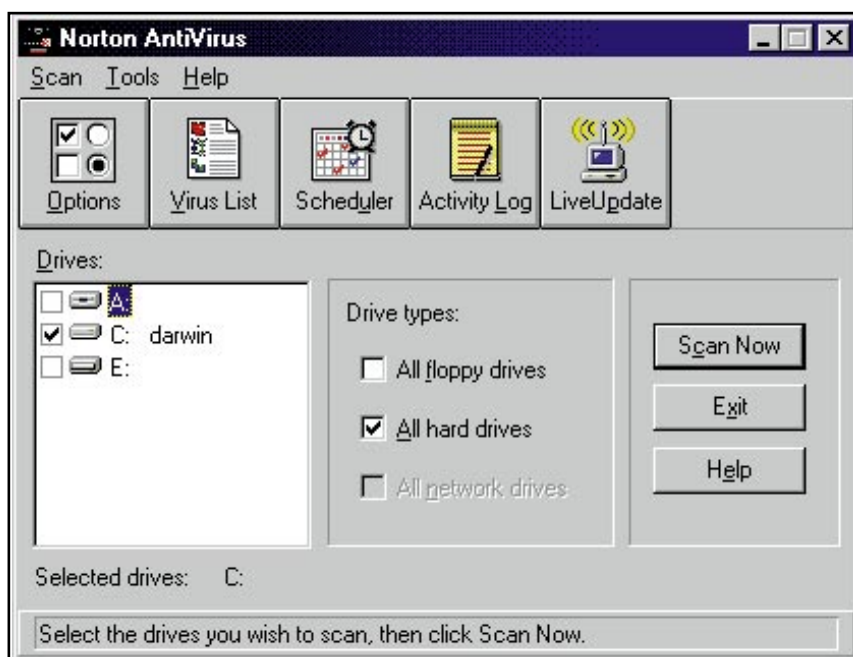 Norton AntiVirus
Scan Tools Help
Options Virus List Scheduler Activity Log LiveUpdate
Drives:
A:
C: darwin
E:
Drive types:
All floppy drives
All hard drives
All network drives
Scan Now
Exit
Help
Selected drives: C:
Select the drives you wish to scan, then click Scan Now.